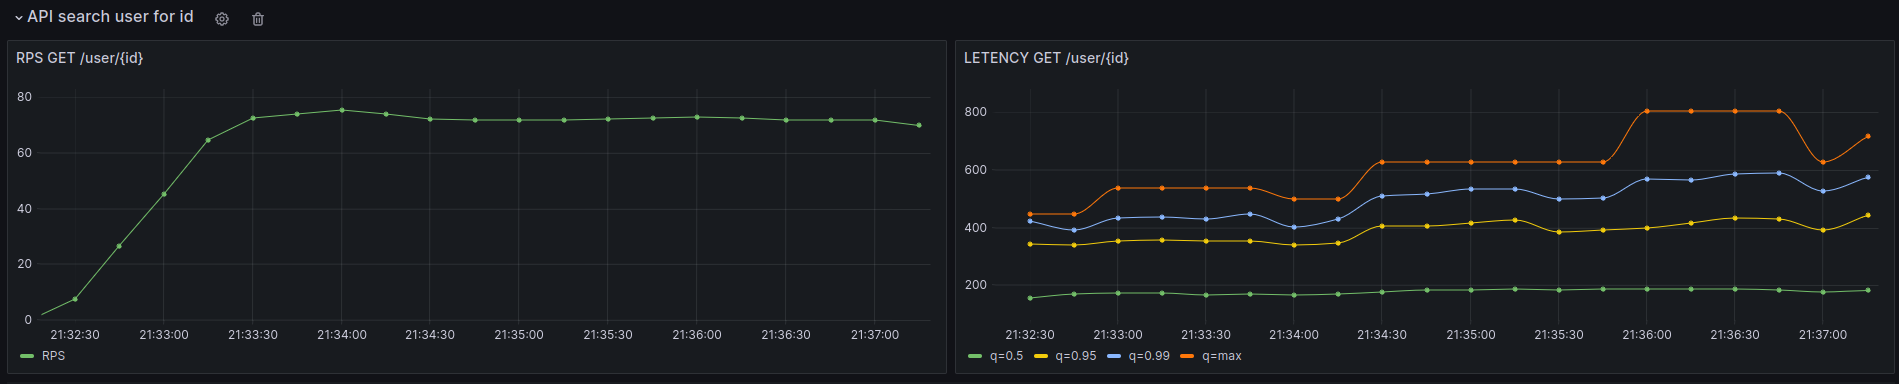 API search user for id
RPS GET /user/{id}
80
60
40
20
0
21:32:30 21:33:00 21:33:30 21:34:00 21:34:30 21:35:00 21:35:30 21:36:00 21:36:30 21:37:00
RPS
LETENCY GET /user/{id}
800
600
400
200
21:32:30 21:33:00 21:33:30 21:34:00 21:34:30 21:35:00 21:35:30 21:36:00 21:36:30 21:37:00
q=0.5 q=0.95 q=0.99 q=max